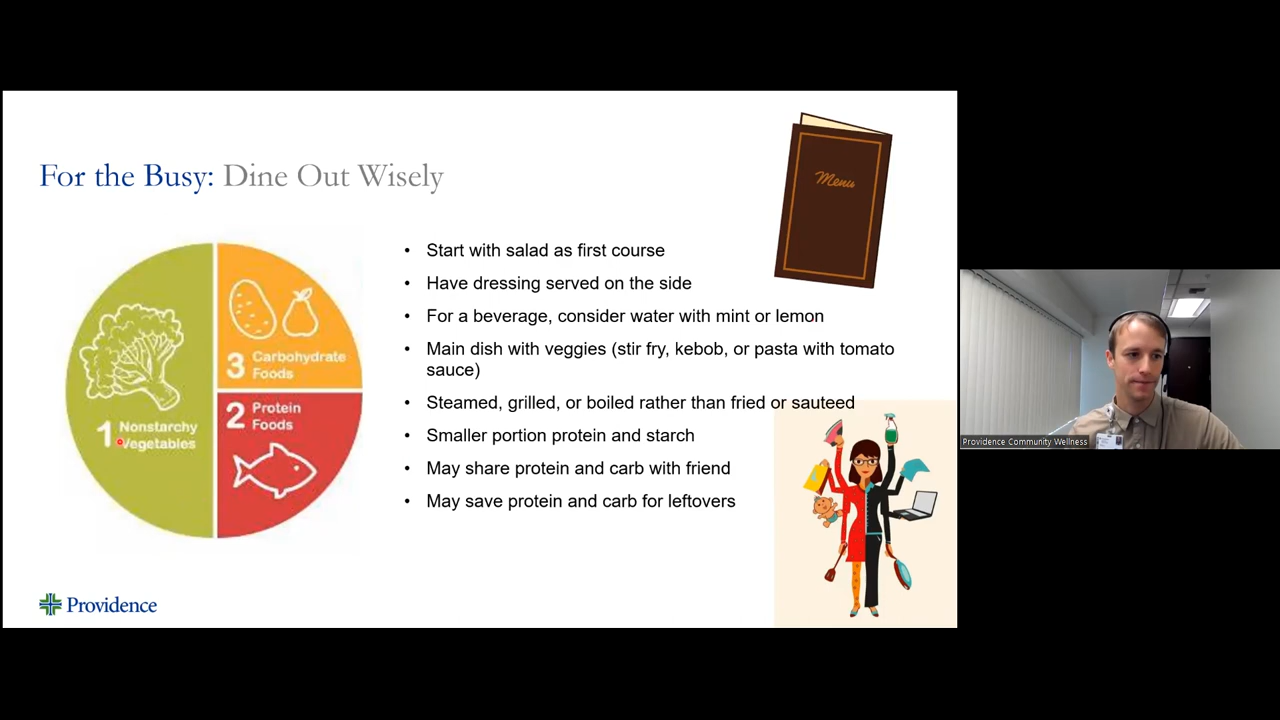 For the Busy: Dine Out Wisely
Menu
1 Nonstarchy
Vegetables
3 Carbohydrate
Foods
2 Protein
Foods
• Start with salad as first course
• Have dressing served on the side
• For a beverage, consider water with mint or lemon
• Main dish with veggies (stir fry, kebob, or pasta with tomato
sauce)
• Steamed, grilled, or boiled rather than fried or sauteed
• Smaller portion protein and starch
• May share protein and carb with friend
• May save protein and carb for leftovers
Providence
Providence Community Wellness